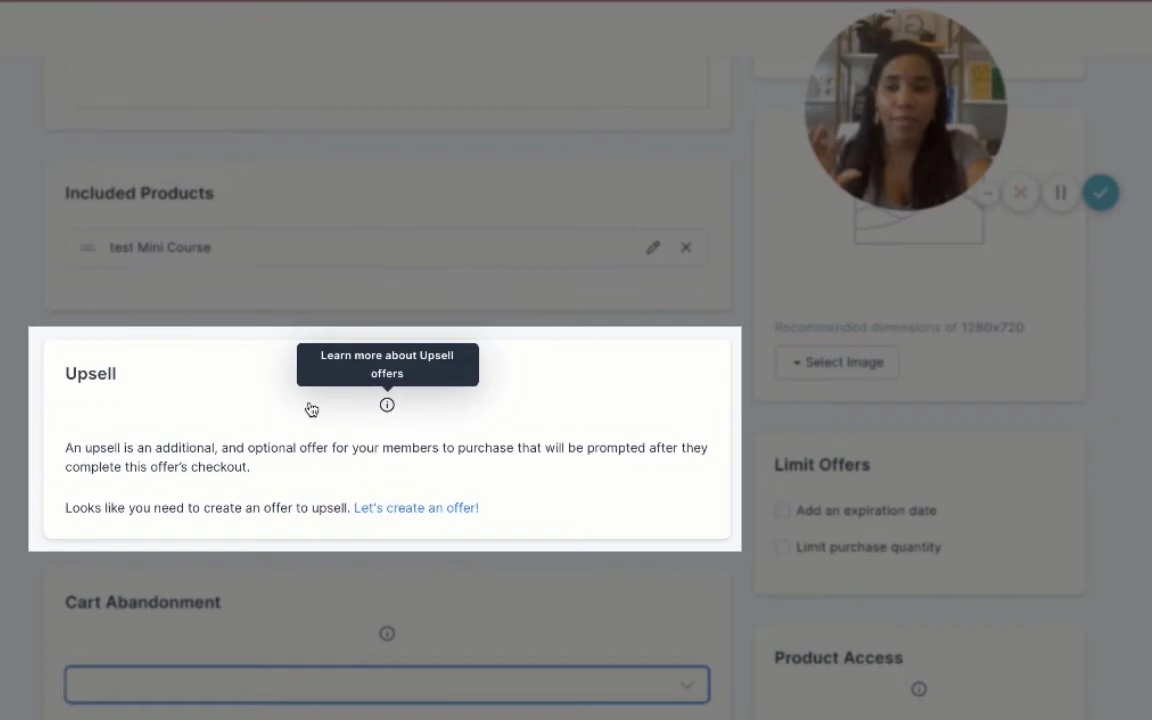 Included Products
test Mini Course
Recommended dimensions of 1280x720
Select Image
Learn more about Upsell
offers
Upsell
An upsell is an additional, and optional offer for your members to purchase that will be prompted after they
complete this offer's checkout.
Looks like you need to create an offer to upsell. Let's create an offer!
Limit Offers
Add an expiration date
Limit purchase quantity
Cart Abandonment
Product Access